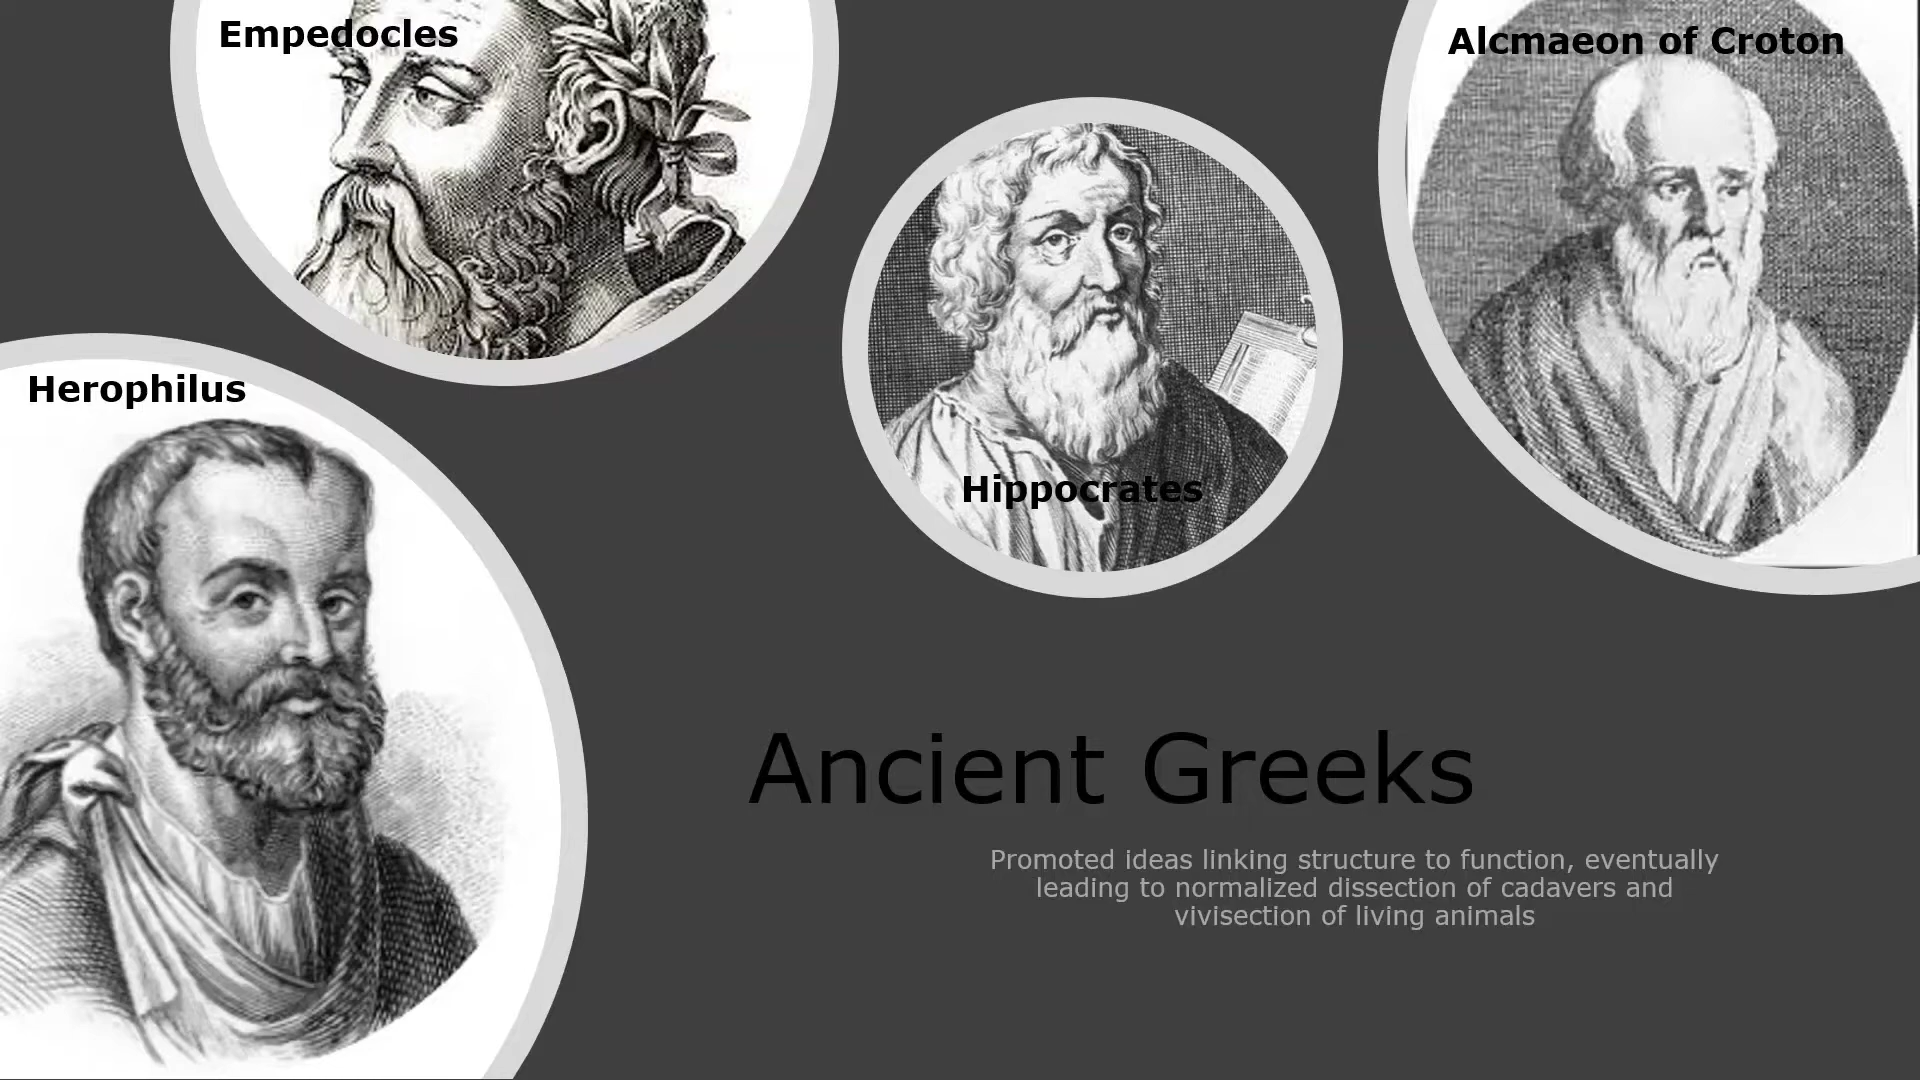 Empedocles
Alcmaeon of Croton
Herophilus
Hippocrates
Ancient Greeks
Promoted ideas linking structure to function, eventually
leading to normalized dissection of cadavers and
vivisection of living animals